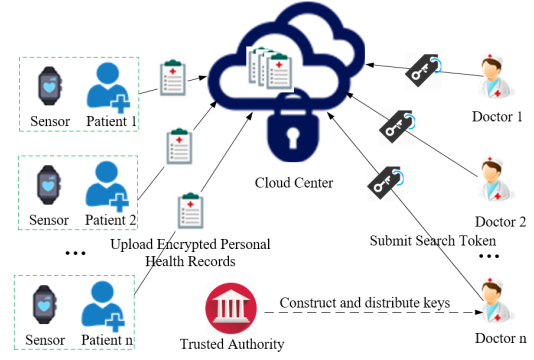 Sensor
Patient 1
Doctor 1
Cloud Center
Sensor
Patient 2
Doctor 2
...
Upload Encrypted Personal
Health Records
Submit Search Token
...
Construct and distribute keys
Sensor
Patient n
Trusted Authority
Doctor n